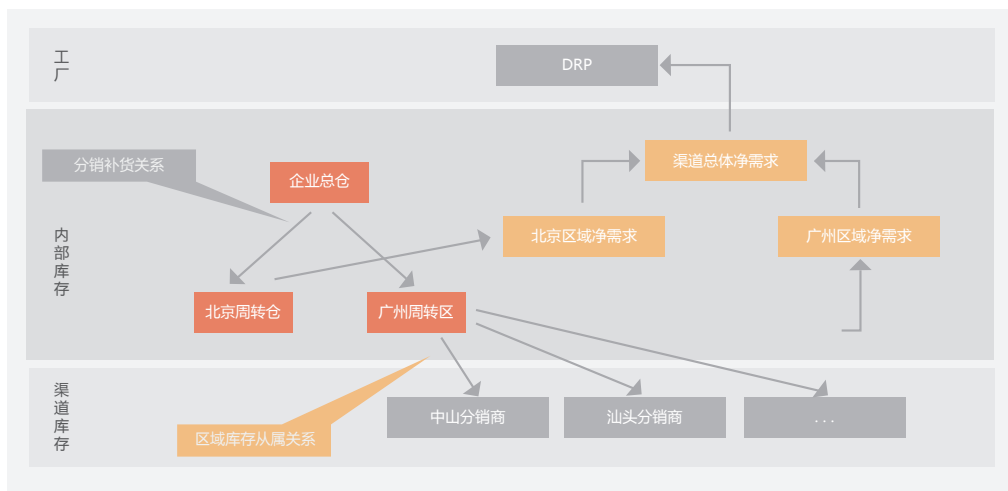 工厂
DRP
分销补货关系
企业总仓
渠道总体净需求
北京区域净需求
广州区域净需求
内部库存
北京周转仓
广州周转区
渠道库存
中山分销商
汕头分销商
...
区域库存从属关系